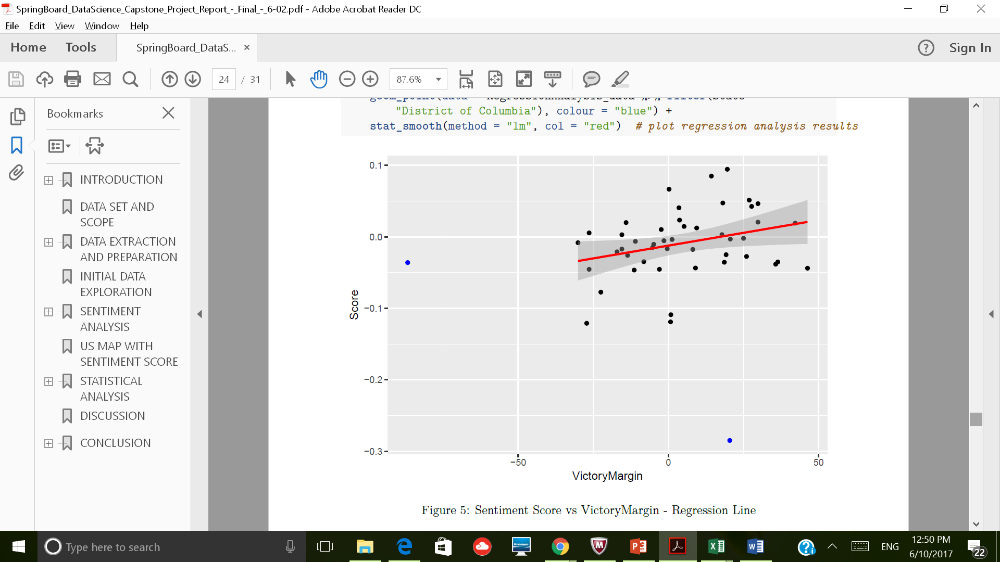 SpringBoard_DataScience_Capstone_Project_Report_-_Final_-_6-02.pdf - Adobe Acrobat Reader DC
File Edit View Window Help
Home Tools SpringBoard_DataS... × ? Sign In
24 / 31 87.6%
Bookmarks
INTRODUCTION
DATA SET AND
SCOPE
DATA EXTRACTION
AND PREPARATION
INITIAL DATA
EXPLORATION
SENTIMENT
ANALYSIS
US MAP WITH
SENTIMENT SCORE
STATISTICAL
ANALYSIS
DISCUSSION
CONCLUSION
"District of Columbia"), colour = "blue") +
stat_smooth(method = "lm", col = "red") # plot regression analysis results
0.1
0.0
−0.1
−0.2
−0.3
Score
−50 0 50
VictoryMargin
Figure 5: Sentiment Score vs VictoryMargin - Regression Line
Type here to search
lenovo
ENG
12:50 PM
6/10/2017
22